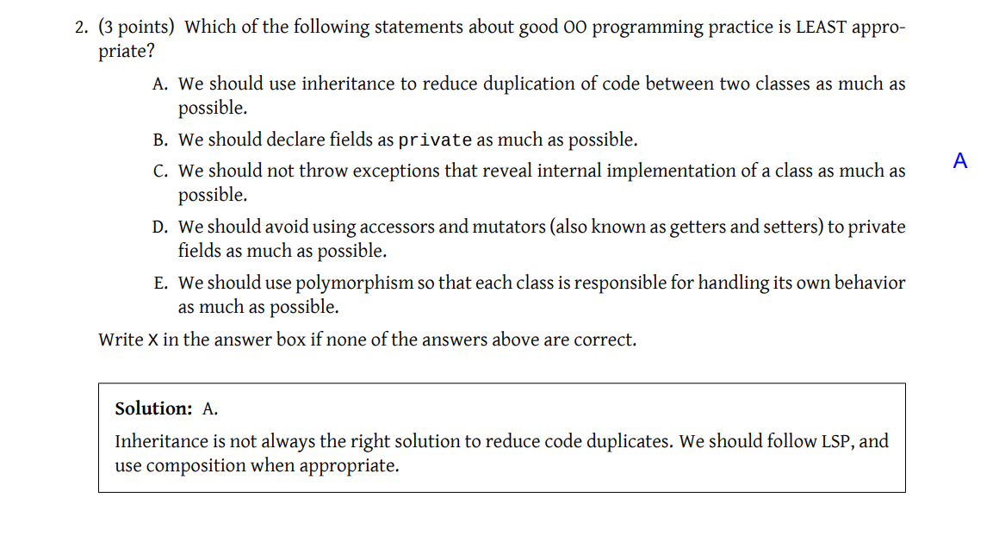 2. (3 points) Which of the following statements about good OO programming practice is LEAST appro-
priate?
A. We should use inheritance to reduce duplication of code between two classes as much as
possible.
B. We should declare fields as private as much as possible.
C. We should not throw exceptions that reveal internal implementation of a class as much as
possible.
A
D. We should avoid using accessors and mutators (also known as getters and setters) to private
fields as much as possible.
E. We should use polymorphism so that each class is responsible for handling its own behavior
as much as possible.
Write X in the answer box if none of the answers above are correct.
Solution: A.
Inheritance is not always the right solution to reduce code duplicates. We should follow LSP, and
use composition when appropriate.